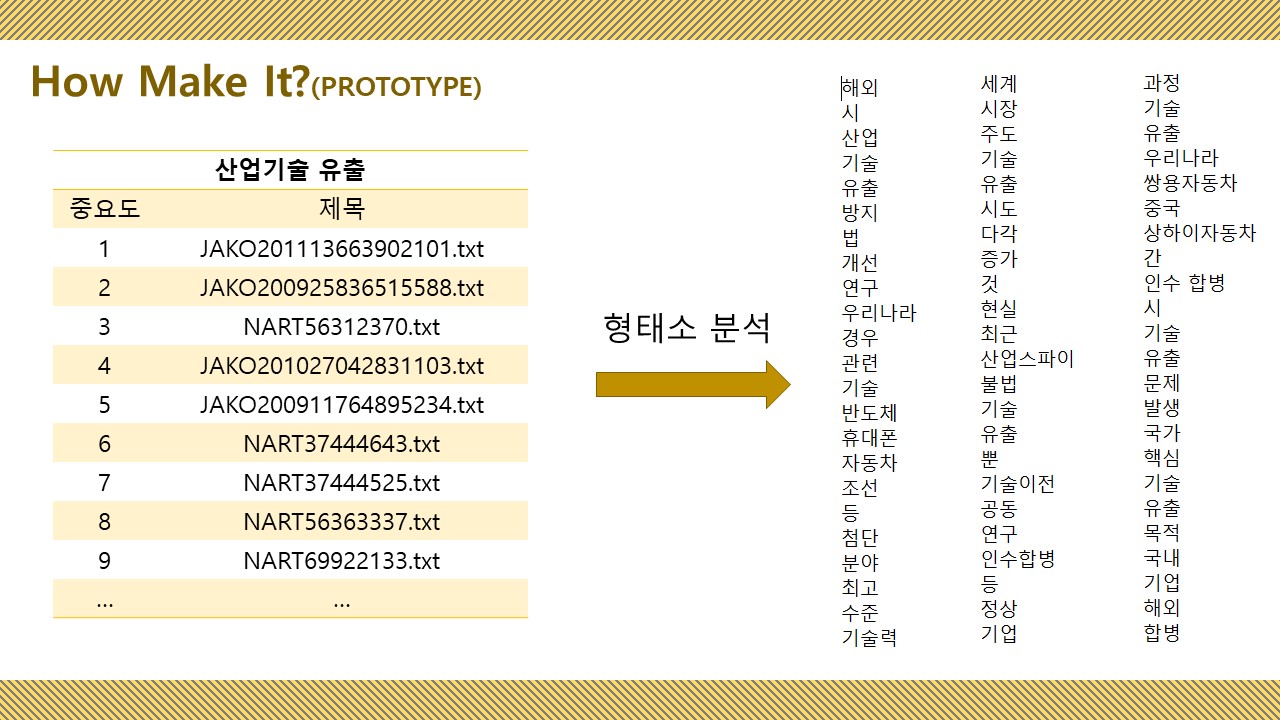 How Make It?(PROTOTYPE)
산업기술 유출
중요도 제목
1 JAKO201113663902101.txt
2 JAKO200925836515588.txt
3 NART56312370.txt
4 JAKO201027042831103.txt
5 JAKO200911764895234.txt
6 NART37444643.txt
7 NART37444525.txt
8 NART56363337.txt
9 NART69922133.txt
... ...
형태소 분석
해외
시
산업
기술
유출
방지
법
개선
연구
우리나라
경우
관련
기술
반도체
휴대폰
자동차
조선
등
첨단
분야
최고
수준
기술력
세계
시장
주도
기술
유출
시도
다각
증가
것
현실
최근
산업스파이
불법
기술
유출
뿐
기술이전
공동
연구
인수합병
등
정상
기업
과정
기술
유출
우리나라
쌍용자동차
중국
상하이자동차
간
인수 합병
시
기술
유출
문제
발생
국가
핵심
기술
유출
목적
국내
기업
해외
합병